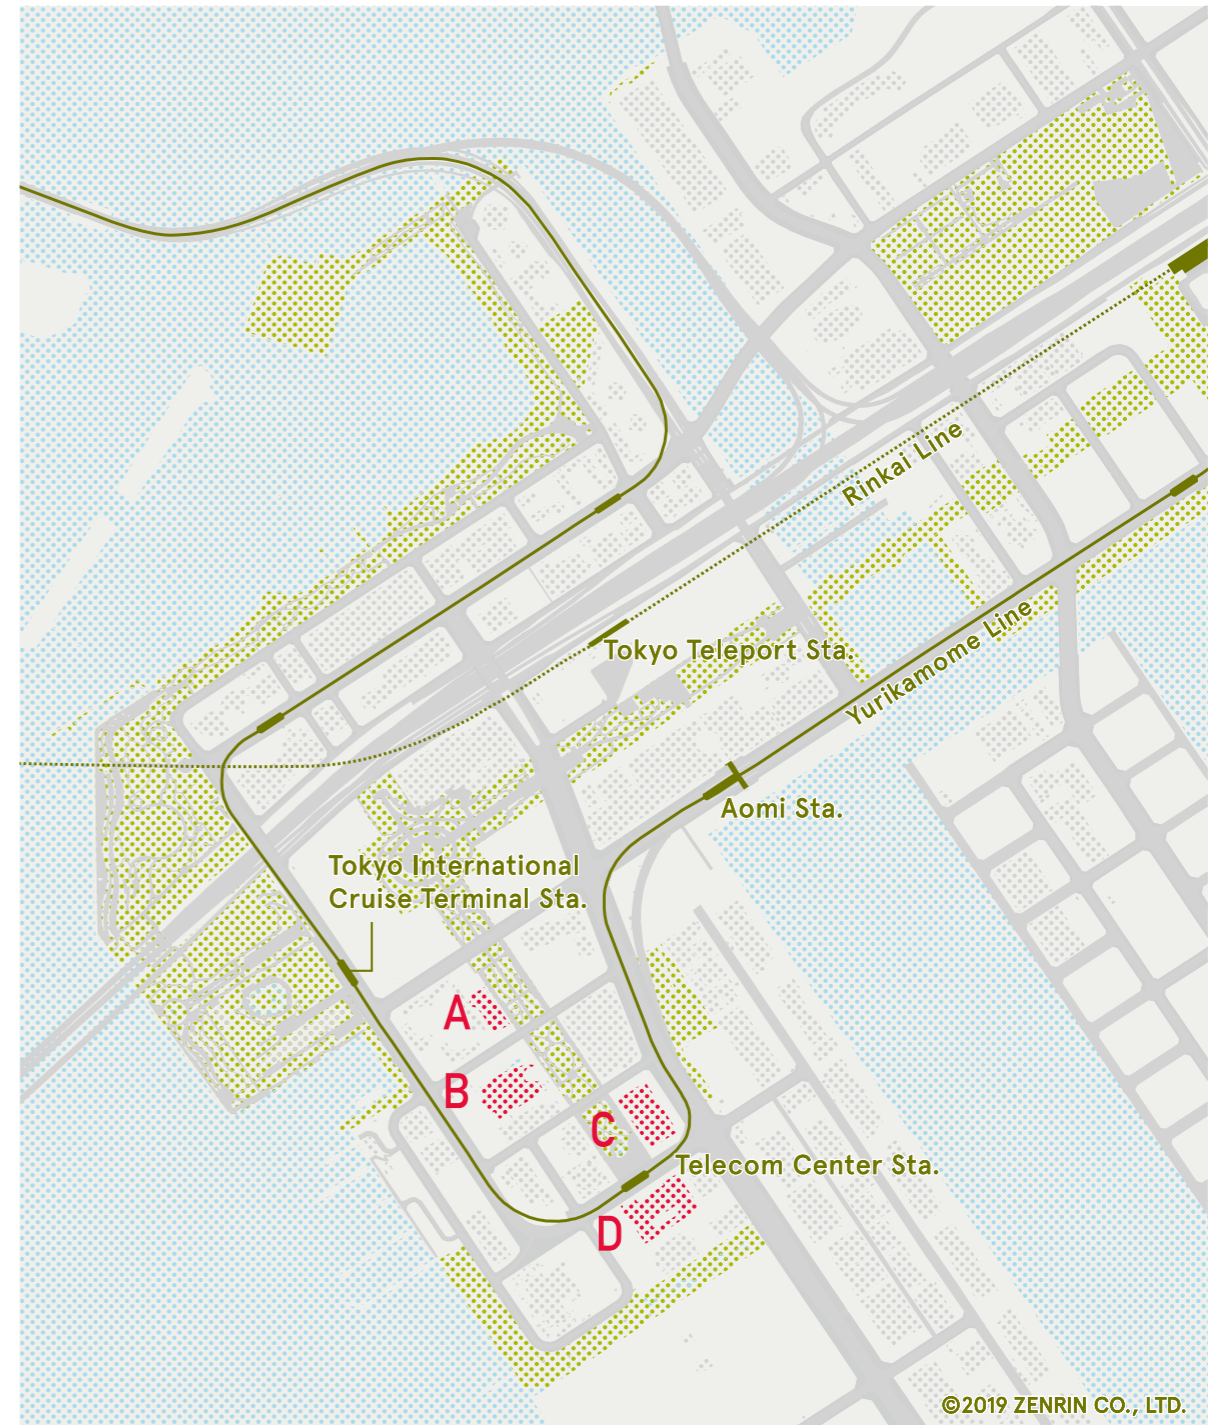 Rinkai Line
Yurikamome Line
Tokyo Teleport Sta.
Aomi Sta.
Tokyo International
Cruise Terminal Sta.
A
B
C
Telecom Center Sta.
D
©2019 ZENRIN CO., LTD.